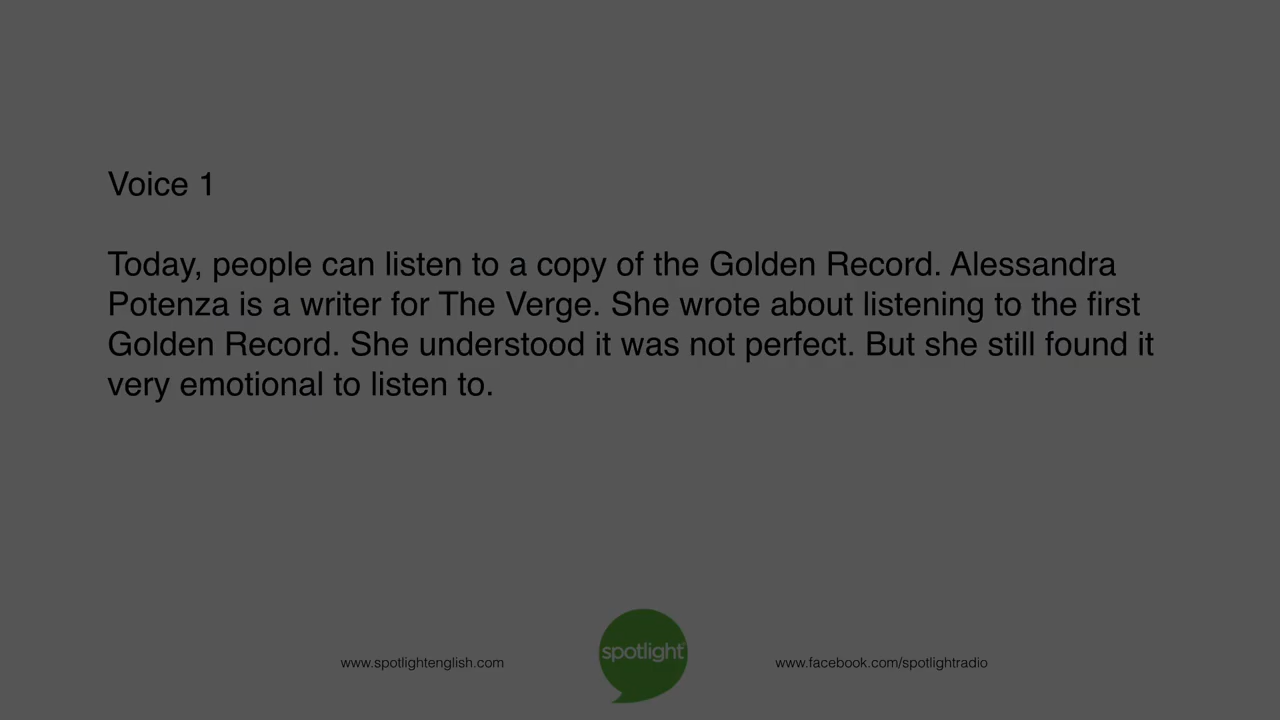 Voice 1
Today, people can listen to a copy of the Golden Record. Alessandra
Potenza is a writer for The Verge. She wrote about listening to the first
Golden Record. She understood it was not perfect. But she still found it
very emotional to listen to.
www.spotlightenglish.com
spotlight
www.facebook.com/spotlightradio